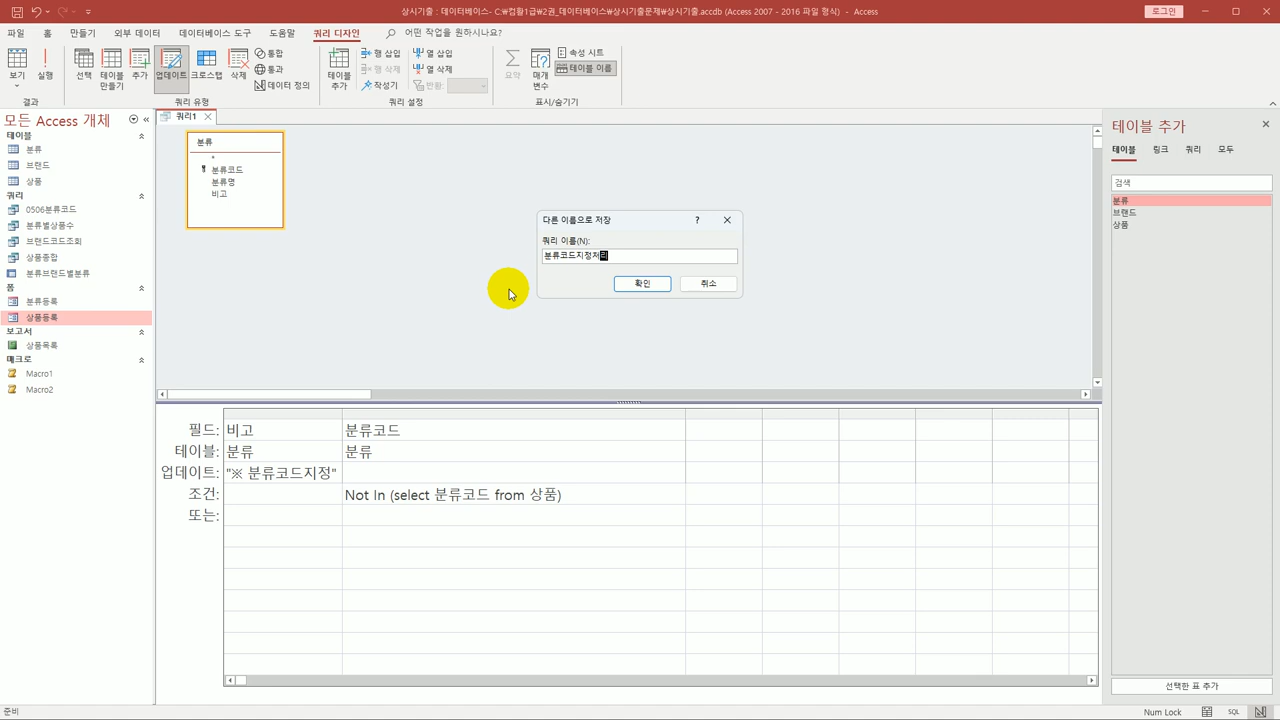 상시기출 : 데이터베이스- C:₩컴활1급₩2권_데이터베이스₩상시기출문제₩상시기출.accdb (Access 2007 - 2016 파일 형식) - Access
로그인
파일 홈 만들기 외부 데이터 데이터베이스 도구 도움말 쿼리 디자인 어떤 작업을 원하시나요?
보기 실행 선택 테이블 만들기 추가 업데이트 크로스탭 삭제 통합 통과 데이터 정의
테이블 추가 행 삽입 행 삭제 작성기 열 삽입 열 삭제 반환:
요약 매개 변수 속성 시트 테이블 이름
결과 쿼리 유형 쿼리 설정 표시/숨기기
모든 Access 개체
테이블
분류
브랜드
상품
쿼리
0506분류코드
분류별상품수
브랜드코드조회
상품종합
분류브랜드별분류
폼
분류등록
상품등록
보고서
상품목록
매크로
Macro1
Macro2
쿼리1
분류
*
분류코드
분류명
비고
다른 이름으로 저장 ?
쿼리 이름(N):
분류코드지정처리
확인 취소
필드: 비고 분류코드
테이블: 분류 분류
업데이트: "※ 분류코드지정"
조건: Not In (select 분류코드 from 상품)
또는:
테이블 추가
테이블 링크 쿼리 모두
검색
분류
브랜드
상품
선택한 표 추가
준비
Num Lock SQL